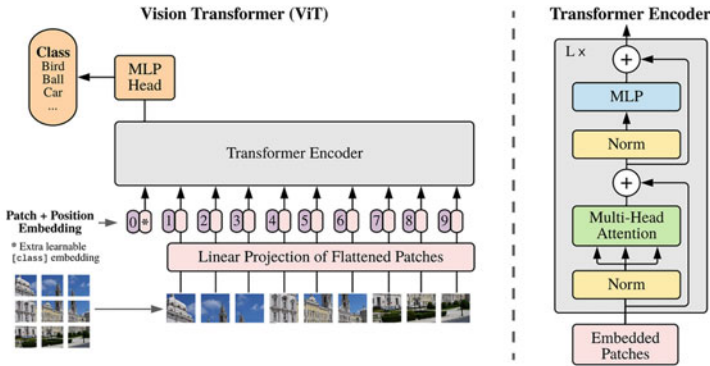 Vision Transformer (ViT)
Class
Bird
Ball
Car
...
MLP
Head
Transformer Encoder
Patch + Position
Embedding
* Extra learnable
[class] embedding
0 * 1 2 3 4 5 6 7 8 9
Linear Projection of Flattened Patches
Transformer Encoder
L ×
+
MLP
Norm
+
Multi-Head
Attention
Norm
Embedded
Patches